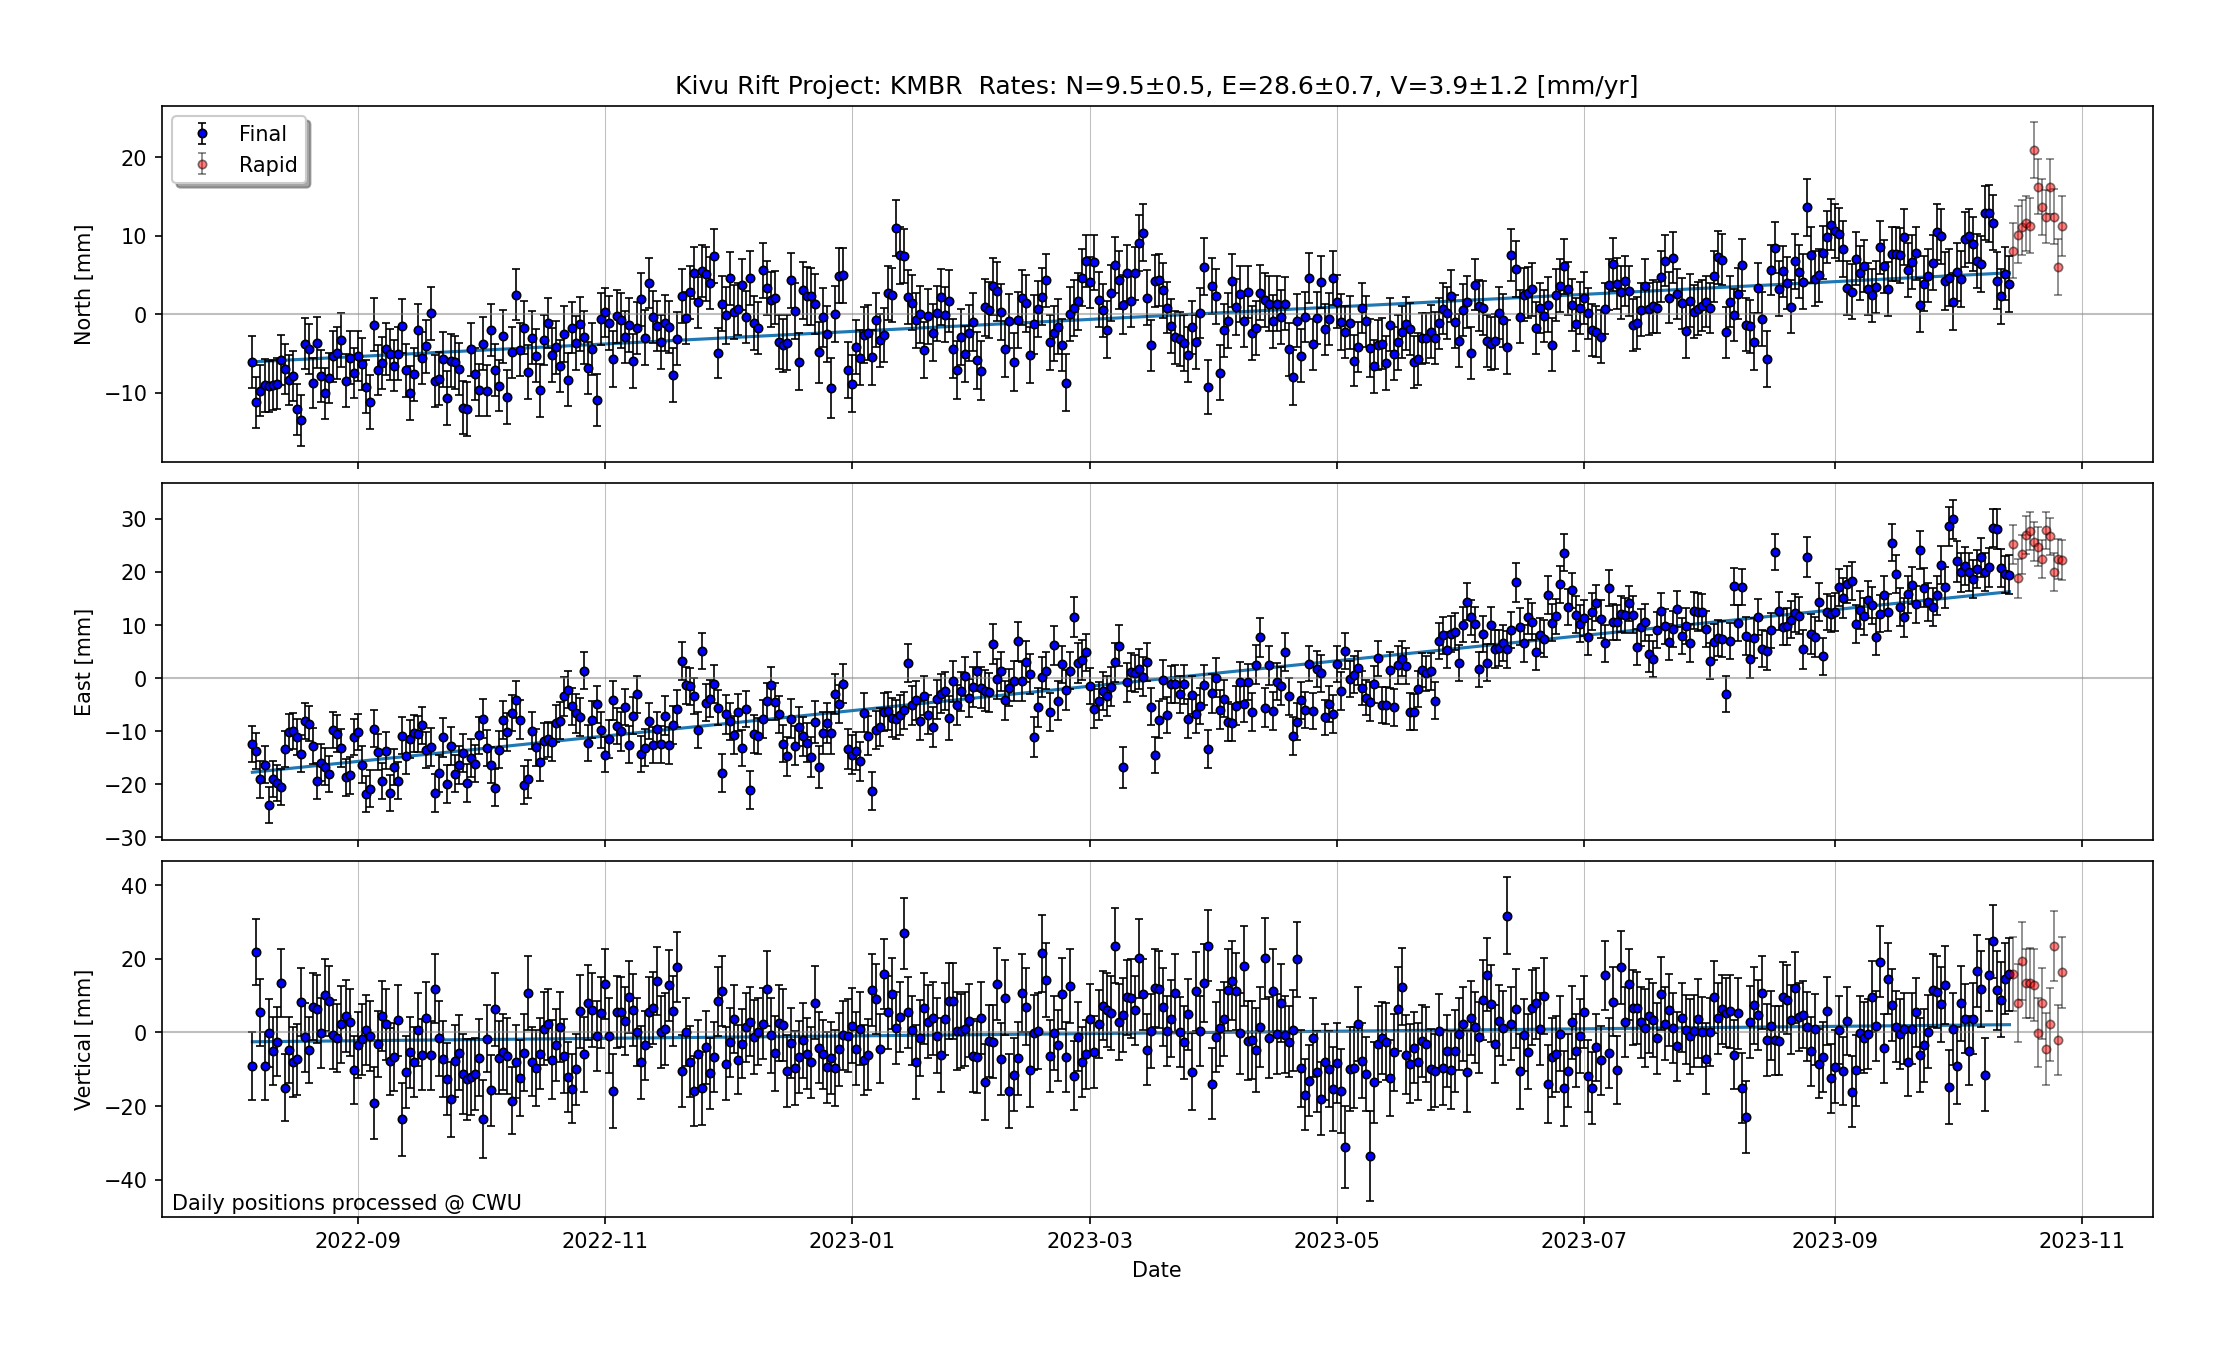 Kivu Rift Project: KMBR  Rates: N=9.5±0.5, E=28.6±0.7, V=3.9±1.2 [mm/yr]
Final
Rapid
North [mm]
20
10
0
−10
East [mm]
30
20
10
0
−10
−20
−30
Vertical [mm]
40
20
0
−20
−40
Daily positions processed @ CWU
2022-09 2022-11 2023-01 2023-03 2023-05 2023-07 2023-09 2023-11
Date